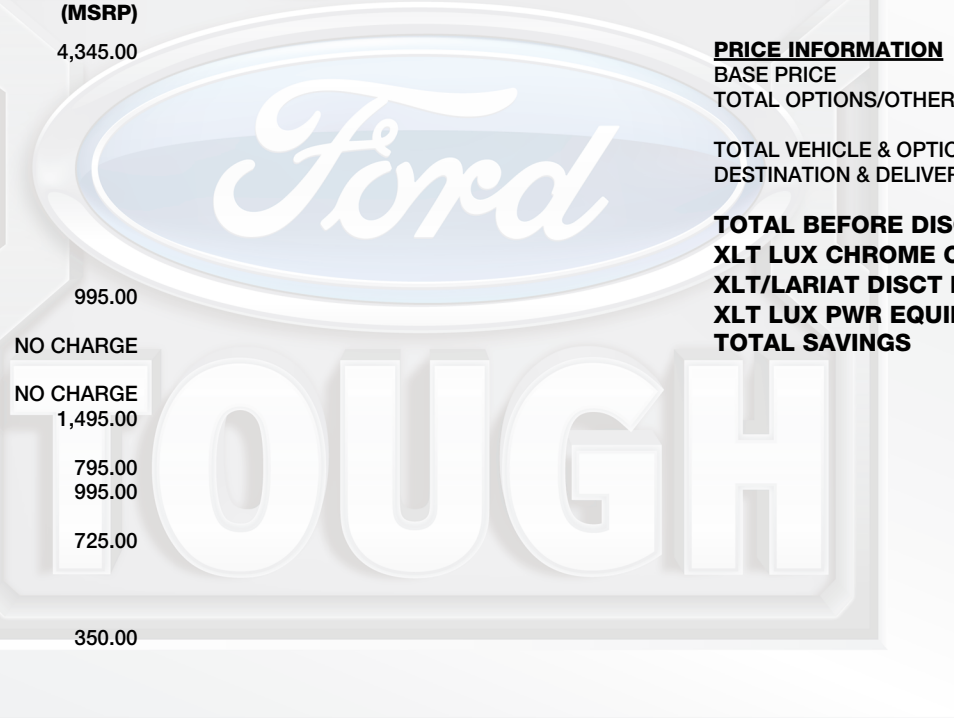 (MSRP)
4,345.00
995.00
NO CHARGE
NO CHARGE
1,495.00
795.00
995.00
725.00
350.00
Ford
TOUGH
PRICE INFORMATION
BASE PRICE
TOTAL OPTIONS/OTHER
TOTAL VEHICLE & OPTIO
DESTINATION & DELIVER
TOTAL BEFORE DIS
XLT LUX CHROME
XLT/LARIAT DISCT
XLT LUX PWR EQUI
TOTAL SAVINGS